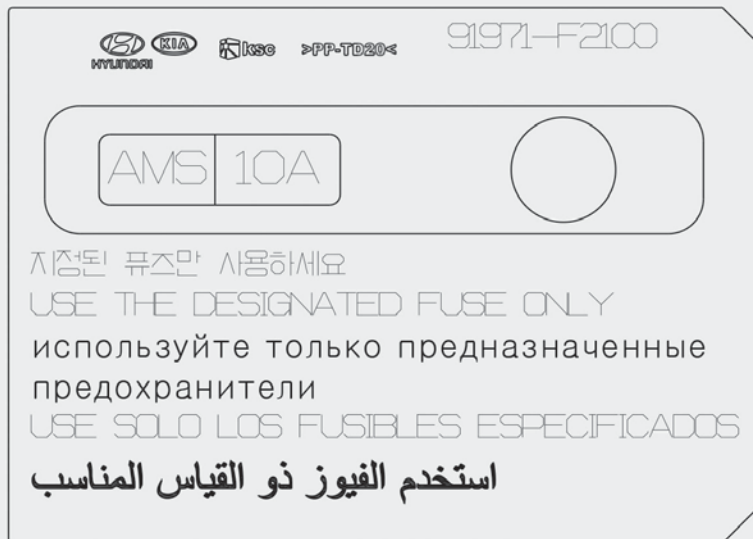 HYUNDAI KIA ksc >PP-TD20< 91971-F2100
AMS 10A
지정된 퓨즈만 사용하세요
USE THE DESIGNATED FUSE ONLY
используйте только предназначенные
предохранители
USE SOLO LOS FUSIBLES ESPECIFICADOS
استخدم الفيوز ذو القياس المناسب